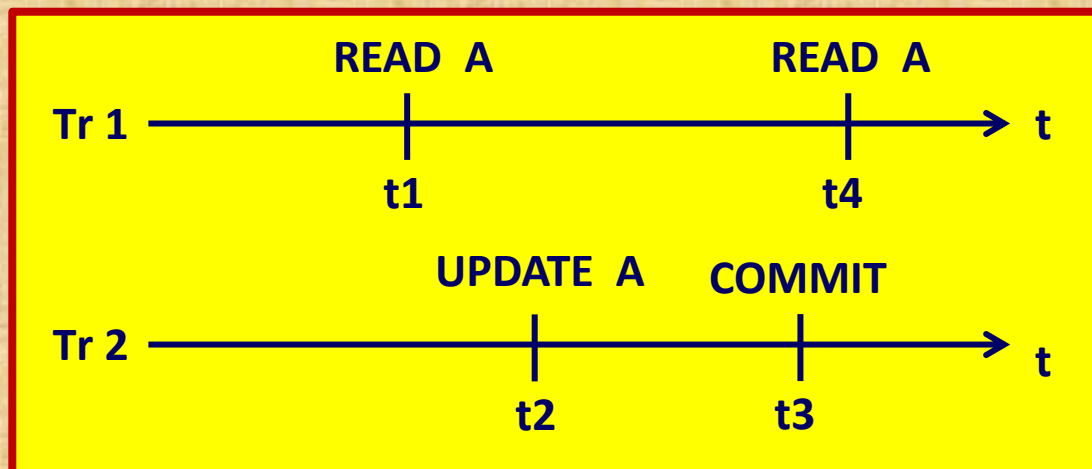 READ A READ A
Tr 1 t
t1 t4
UPDATE A COMMIT
Tr 2 t
t2 t3